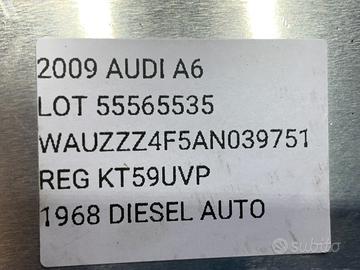 2009 AUDI A6
LOT 55565535
WAUZZZ4F5AN039751
REG KT59UVP
1968 DIESEL AUTO
subito